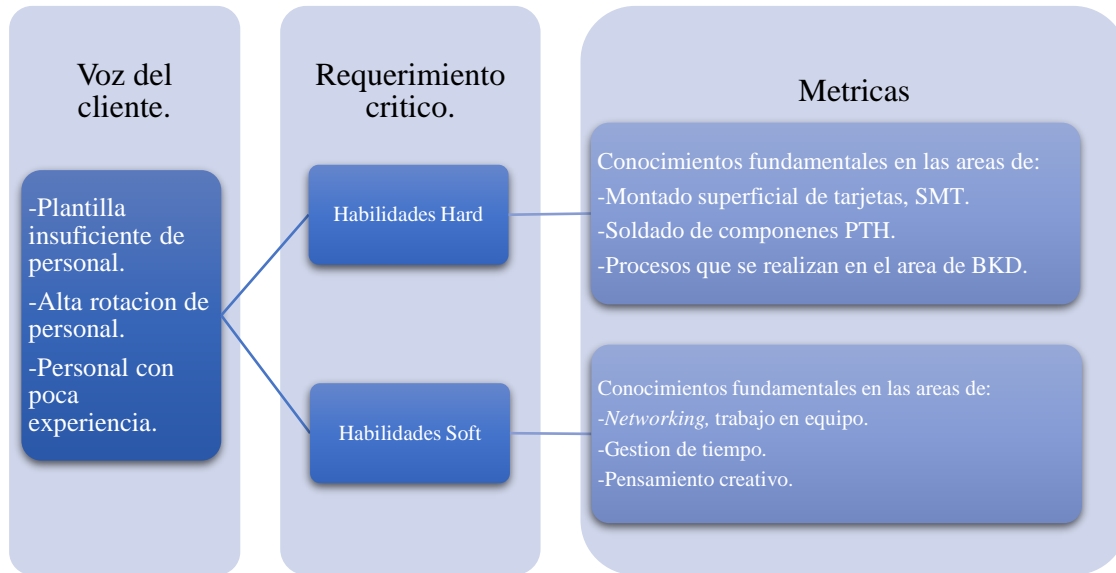 Voz del
cliente.
-Plantilla
insuficiente de
personal.
-Alta rotacion de
personal.
-Personal con
poca
experiencia.
Requerimiento
critico.
Habilidades Hard
Habilidades Soft
Metricas
Conocimientos fundamentales en las areas de:
-Montado superficial de tarjetas, SMT.
-Soldado de componenes PTH.
-Procesos que se realizan en el area de BKD.
Conocimientos fundamentales en las areas de:
-Networking, trabajo en equipo.
-Gestion de tiempo.
-Pensamiento creativo.